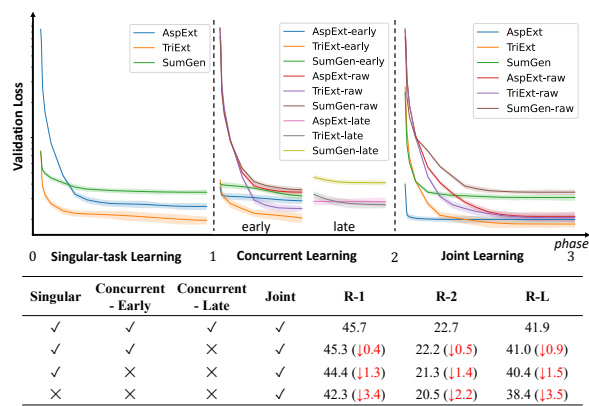 Validation Loss
AspExt
TriExt
SumGen
AspExt-early
TriExt-early
SumGen-early
AspExt-raw
TriExt-raw
SumGen-raw
AspExt-late
TriExt-late
SumGen-late
AspExt
TriExt
SumGen
AspExt-raw
TriExt-raw
SumGen-raw
early late
phase
0 Singular-task Learning 1 Concurrent Learning 2 Joint Learning 3
Singular Concurrent - Early Concurrent - Late Joint R-1 R-2 R-L
✓ ✓ ✓ ✓ 45.7 22.7 41.9
✓ ✓ ✕ ✓ 45.3 (↓0.4) 22.2 (↓0.5) 41.0 (↓0.9)
✓ ✕ ✕ ✓ 44.4 (↓1.3) 21.3 (↓1.4) 40.4 (↓1.5)
✕ ✕ ✕ ✓ 42.3 (↓3.4) 20.5 (↓2.2) 38.4 (↓3.5)